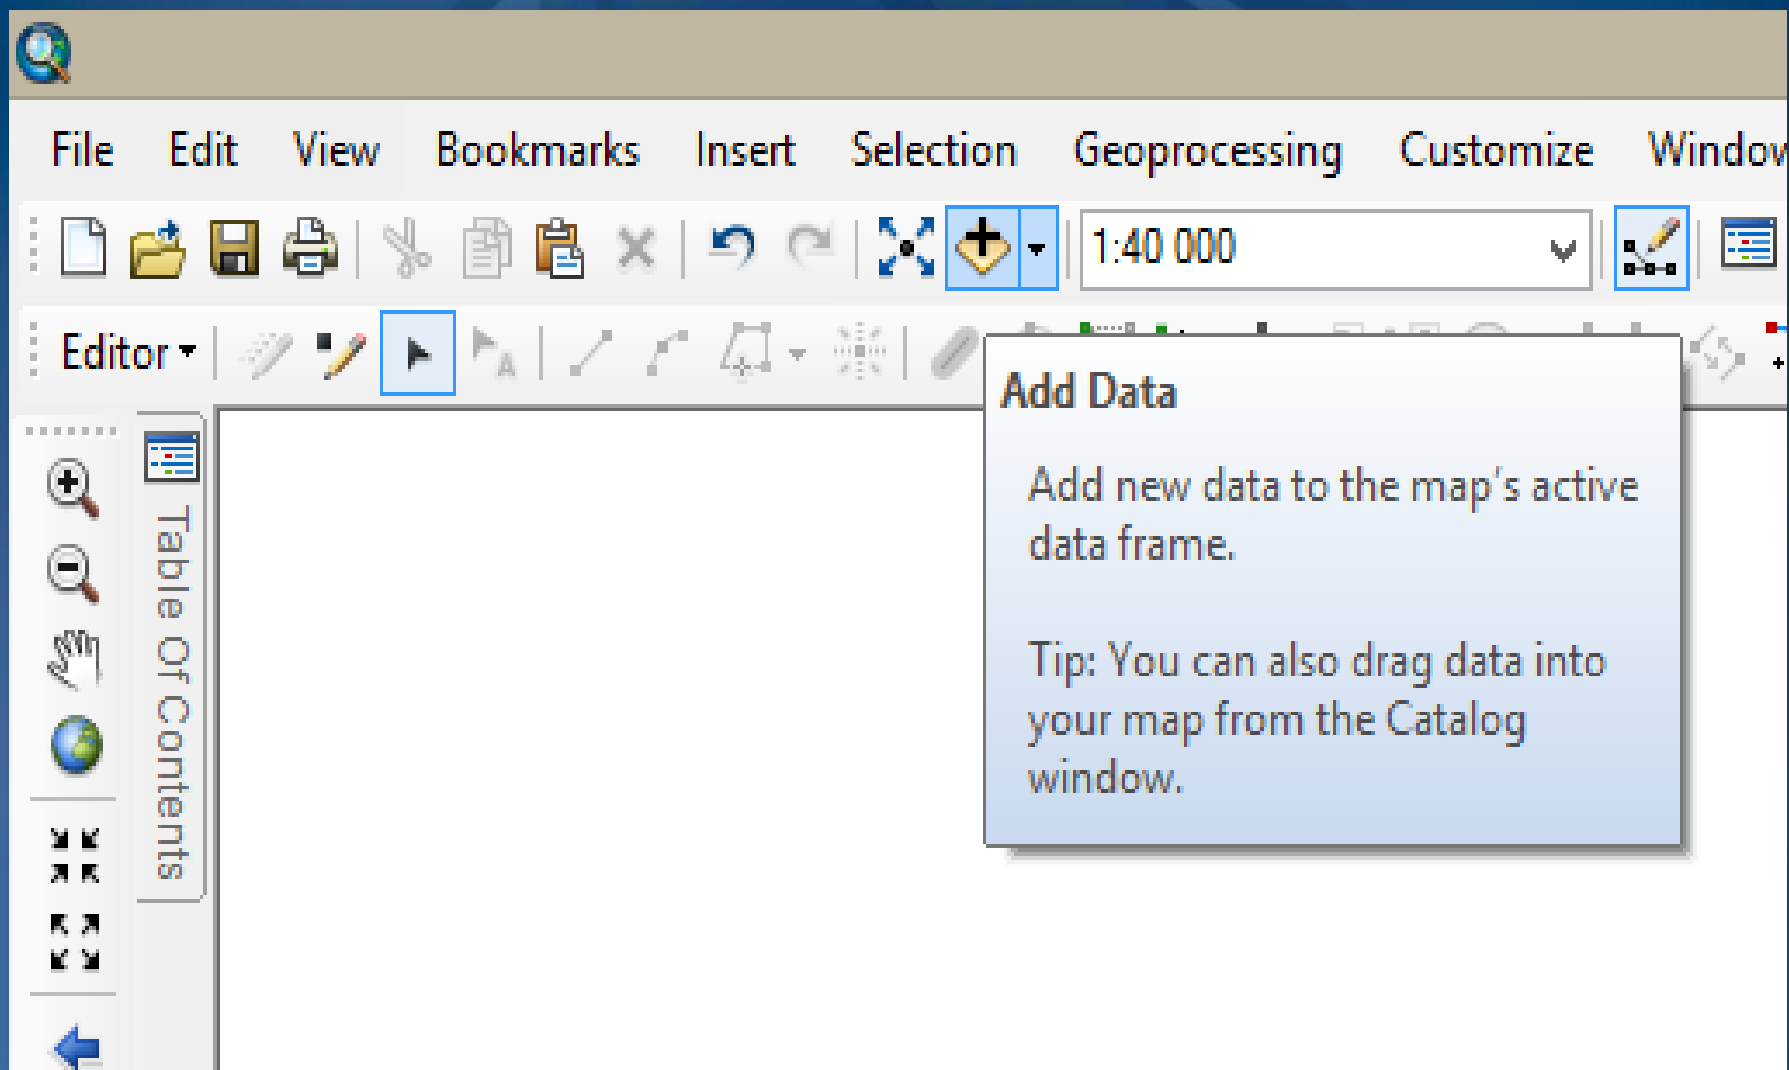 File Edit View Bookmarks Insert Selection Geoprocessing Customize
1:40 000
Editor
Table Of Contents
Add Data
Add new data to the map's active
data frame.
Tip: You can also drag data into
your map from the Catalog
window.